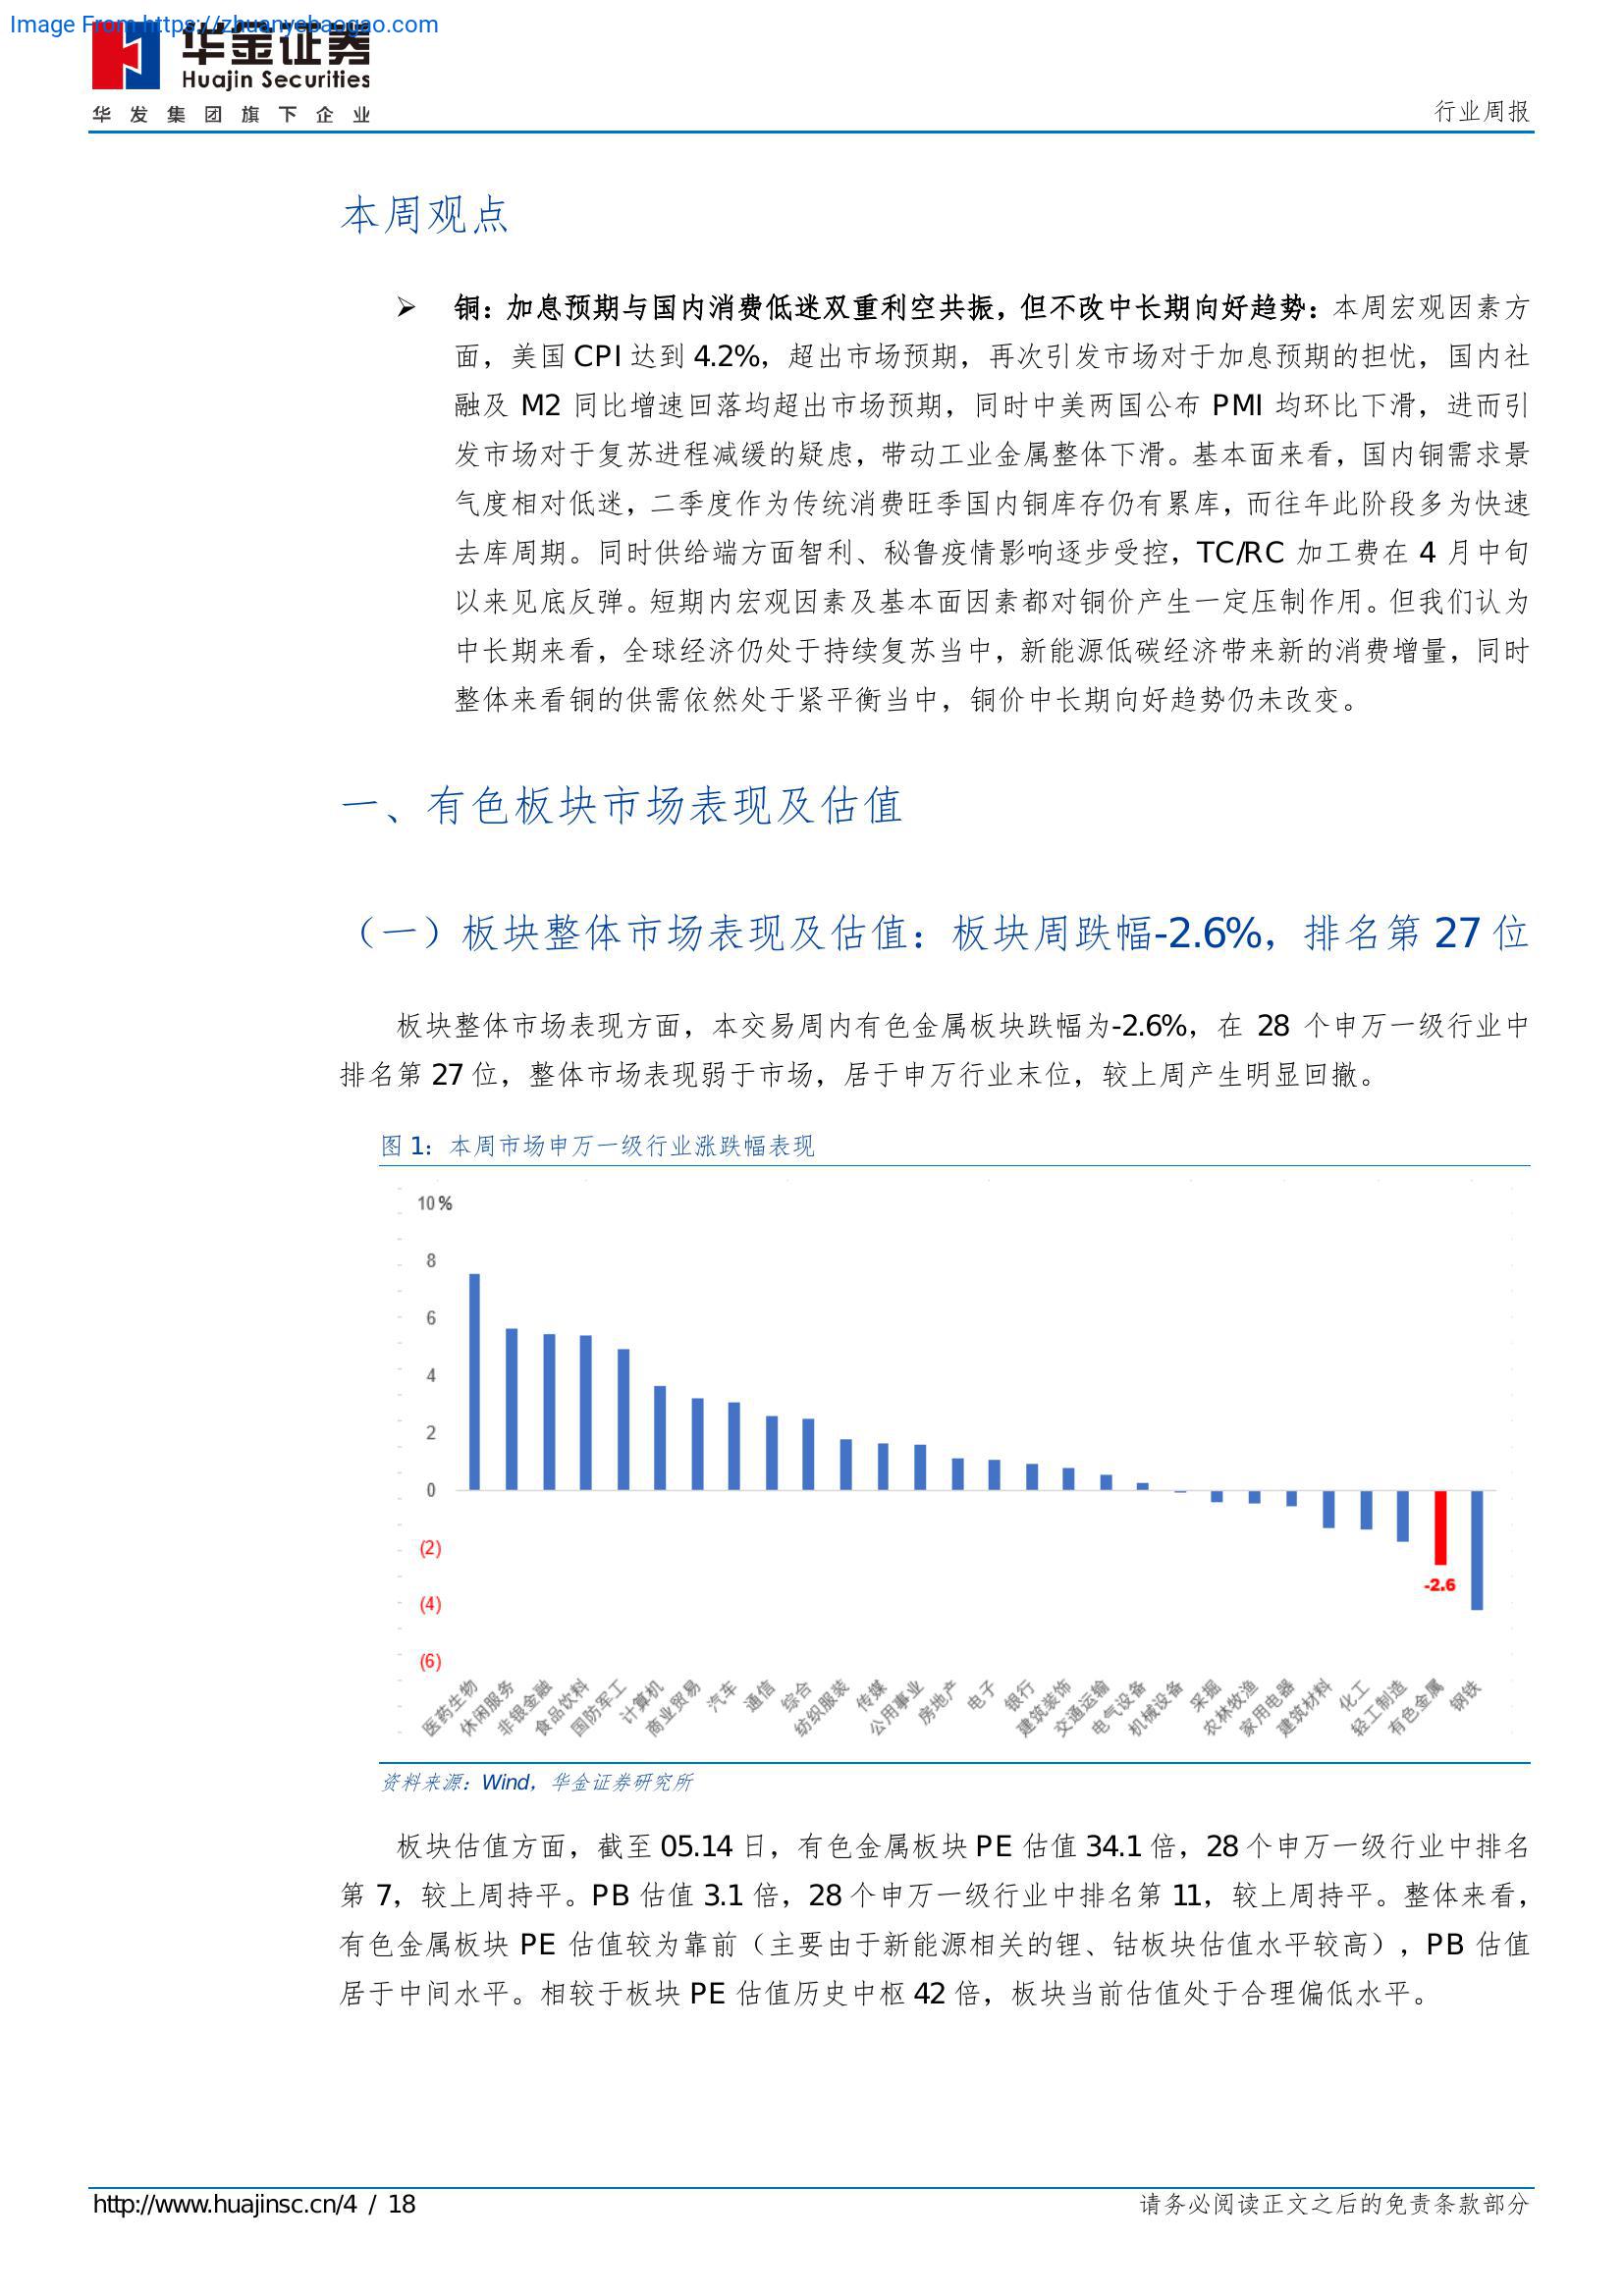 Image From https://zhuanyebaogao.com
华金证券
Huajin Securities
华发集团旗下企业
行业周报
本周观点
➢ 铜：加息预期与国内消费低迷双重利空共振，但不改中长期向好趋势：本周宏观因素方
面，美国 CPI 达到 4.2%，超出市场预期，再次引发市场对于加息预期的担忧，国内社
融及 M2 同比增速回落均超出市场预期，同时中美两国公布 PMI 均环比下滑，进而引
发市场对于复苏进程减缓的疑虑，带动工业金属整体下滑。基本面来看，国内铜需求景
气度相对低迷，二季度作为传统消费旺季国内铜库存仍有累库，而往年此阶段多为快速
去库周期。同时供给端方面智利、秘鲁疫情影响逐步受控，TC/RC 加工费在 4 月中旬
以来见底反弹。短期内宏观因素及基本面因素都对铜价产生一定压制作用。但我们认为
中长期来看，全球经济仍处于持续复苏当中，新能源低碳经济带来新的消费增量，同时
整体来看铜的供需依然处于紧平衡当中，铜价中长期向好趋势仍未改变。
一、有色板块市场表现及估值
（一）板块整体市场表现及估值：板块周跌幅-2.6%，排名第 27 位
板块整体市场表现方面，本交易周内有色金属板块跌幅为-2.6%，在 28 个申万一级行业中
排名第 27 位，整体市场表现弱于市场，居于申万行业末位，较上周产生明显回撤。
图 1：本周市场申万一级行业涨跌幅表现
10%
8
6
4
2
0
(2)
(4)
(6)
-2.6
医药生物
休闲服务
非银金融
食品饮料
国防军工
计算机
商业贸易
汽车
通信
综合
纺织服装
传媒
公用事业
房地产
电子
银行
建筑装饰
交通运输
电气设备
机械设备
采掘
农林牧渔
家用电器
建筑材料
化工
轻工制造
有色金属
钢铁
资料来源：Wind，华金证券研究所
板块估值方面，截至 05.14 日，有色金属板块 PE 估值 34.1 倍，28 个申万一级行业中排名
第 7，较上周持平。PB 估值 3.1 倍，28 个申万一级行业中排名第 11，较上周持平。整体来看，
有色金属板块 PE 估值较为靠前（主要由于新能源相关的锂、钴板块估值水平较高），PB 估值
居于中间水平。相较于板块 PE 估值历史中枢 42 倍，板块当前估值处于合理偏低水平。
http://www.huajinsc.cn/4 / 18
请务必阅读正文之后的免责条款部分